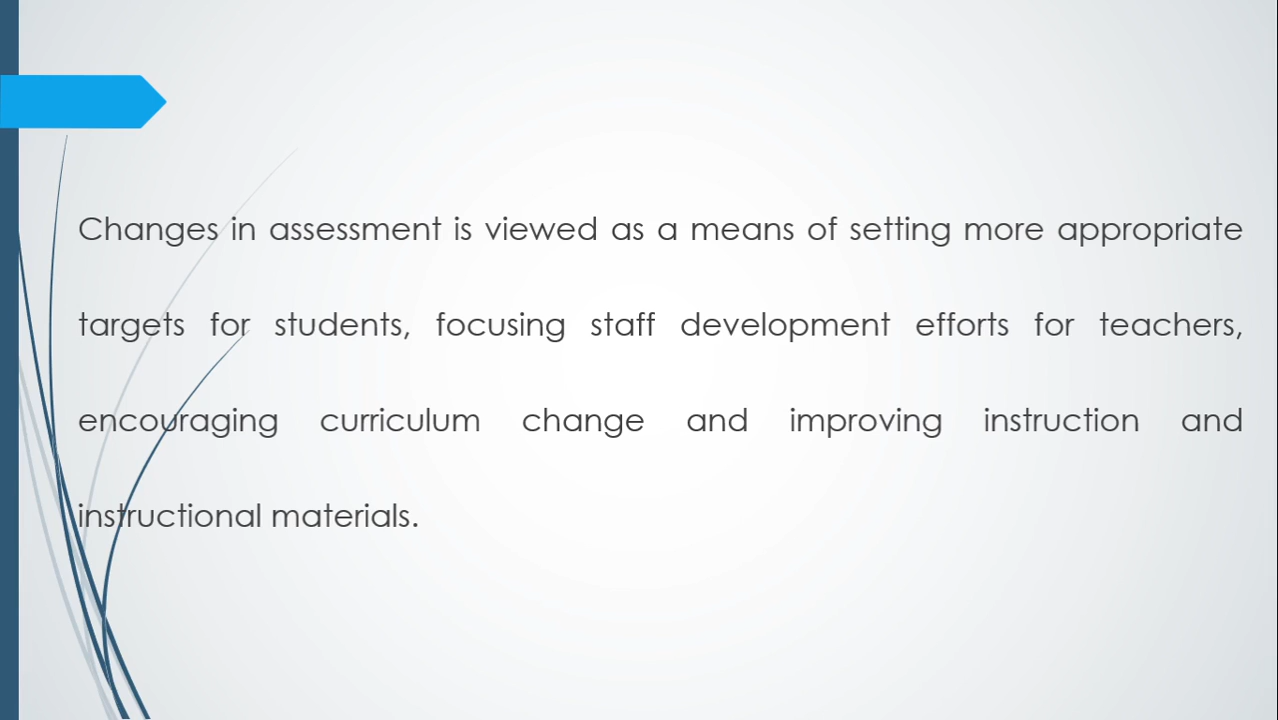 Changes in assessment is viewed as a means of setting more appropriate
targets for students, focusing staff development efforts for teachers,
encouraging curriculum change and improving instruction and
instructional materials.